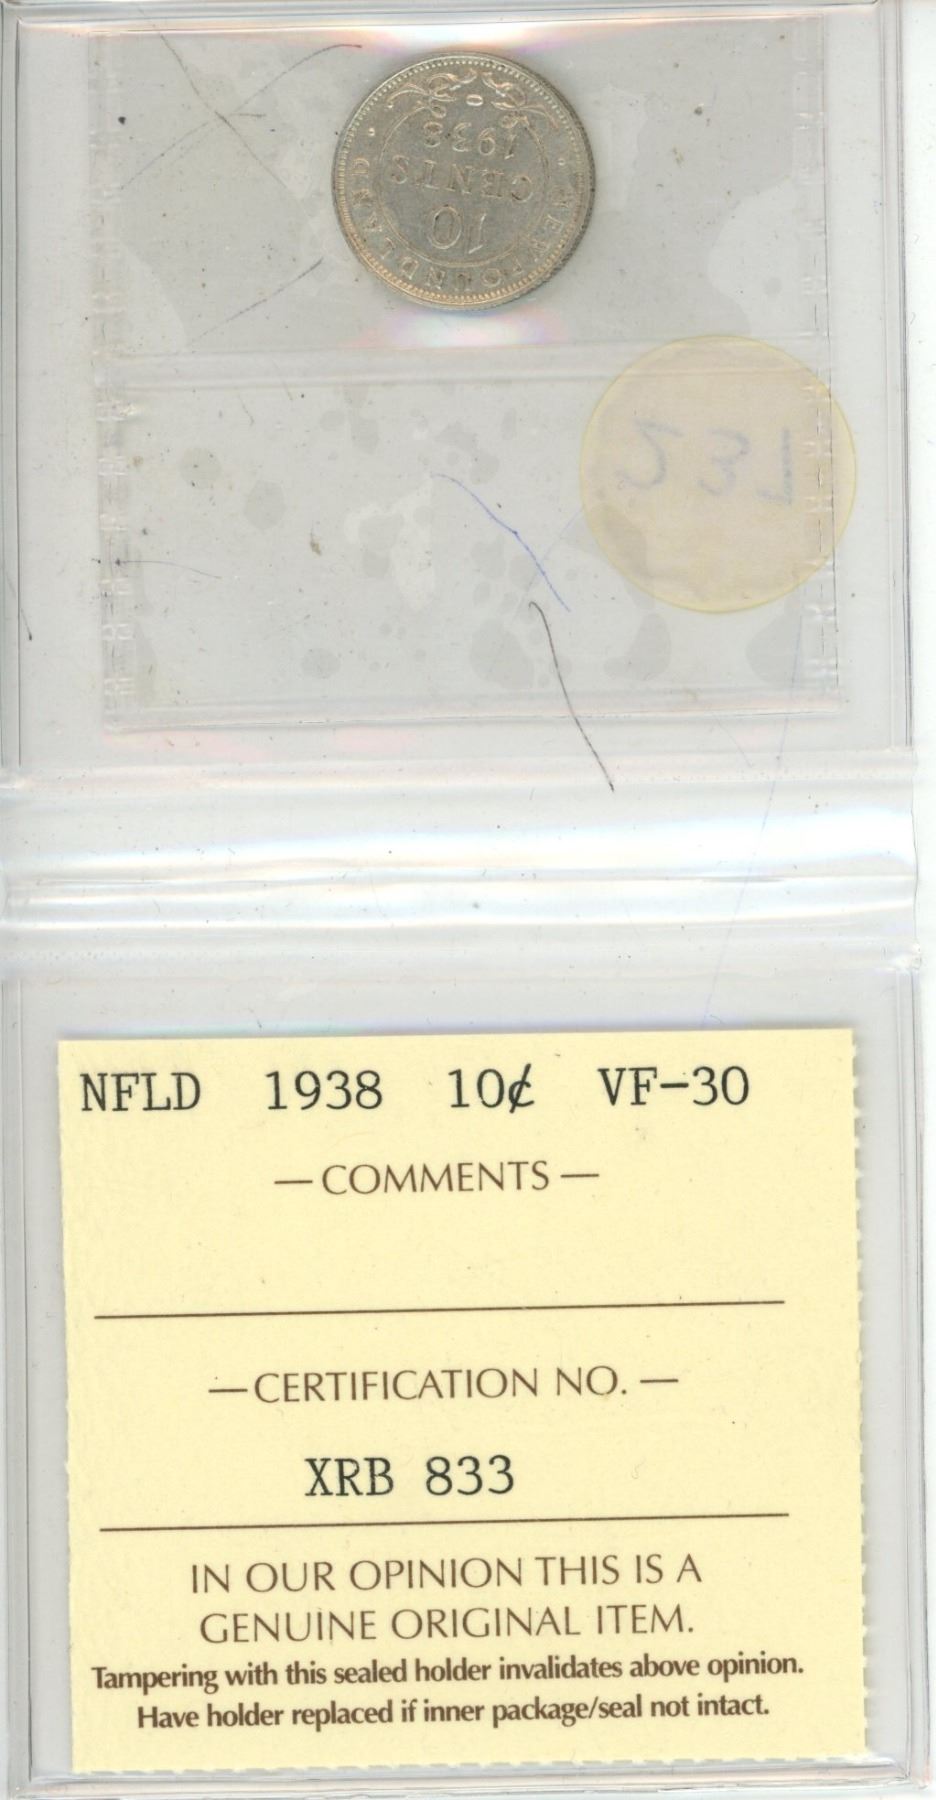 NEWFOUNDLAND
10
CENTS
1938
NFLD 1938 10¢ VF-30
— COMMENTS —
— CERTIFICATION NO. —
XRB 833
IN OUR OPINION THIS IS A
GENUINE ORIGINAL ITEM.
Tampering with this sealed holder invalidates above opinion.
Have holder replaced if inner package/seal not intact.